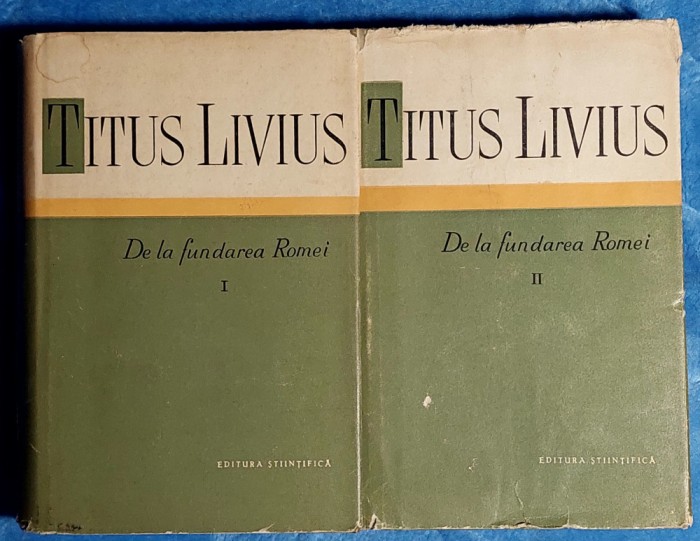 TITUS LIVIUS
De la fundarea Romei
I
EDITURA ȘTIINȚIFICĂ
TITUS LIVIUS
De la fundarea Romei
II
EDITURA ȘTIINȚIFICĂ